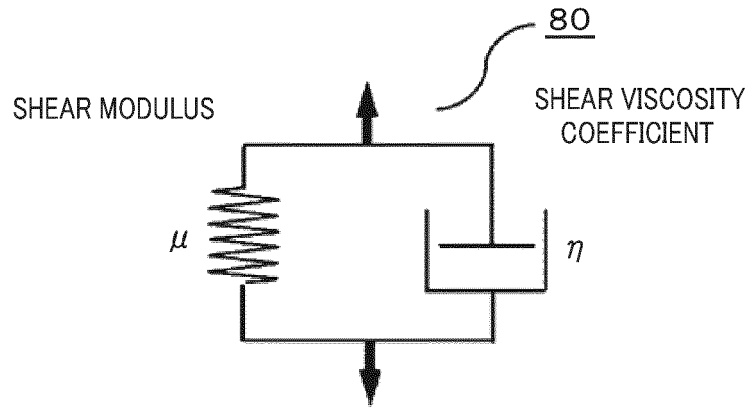 80
SHEAR MODULUS
SHEAR VISCOSITY
COEFFICIENT
μ
η